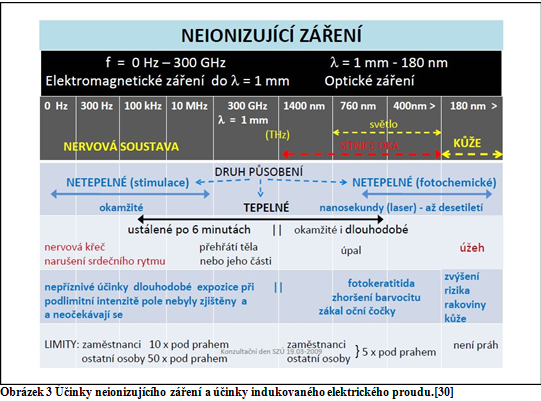 NEIONIZUJÍCÍ ZÁŘENÍ
f = 0 Hz – 300 GHz λ = 1 mm - 180 nm
Elektromagnetické záření do λ = 1 mm Optické záření
0 Hz 300 Hz 100 kHz 10 MHz 300 GHz 1400 nm 760 nm 400nm > 180 nm >
λ = 1 mm
(THz) světlo
NERVOVÁ SOUSTAVA SÍTNICE OKA KŮŽE
DRUH PŮSOBENÍ
NETEPELNÉ (stimulace) NETEPELNÉ (fotochemické)
okamžité TEPELNÉ nanosekundy (laser) - až desetiletí
ustálené po 6 minutách || okamžité i dlouhodobé
nervová křeč přehřátí těla úpal úžeh
narušení srdečního rytmu nebo jeho části
nepříznivé účinky dlouhodobé expozice při || fotokeratitida zvýšení
podlimitní intenzitě pole nebyly zjištěny a zhoršení barvocitu rizika
a neočekávají se zákal oční čočky rakoviny
kůže
LIMITY: zaměstnanci 10 x pod prahem zaměstnanci } 5 x pod prahem není práh
ostatní osoby 50 x pod prahem ostatní osoby
Konzultační den SZÚ 19.03-2009
Obrázek 3 Účinky neionizujícího záření a účinky indukovaného elektrického proudu.[30]